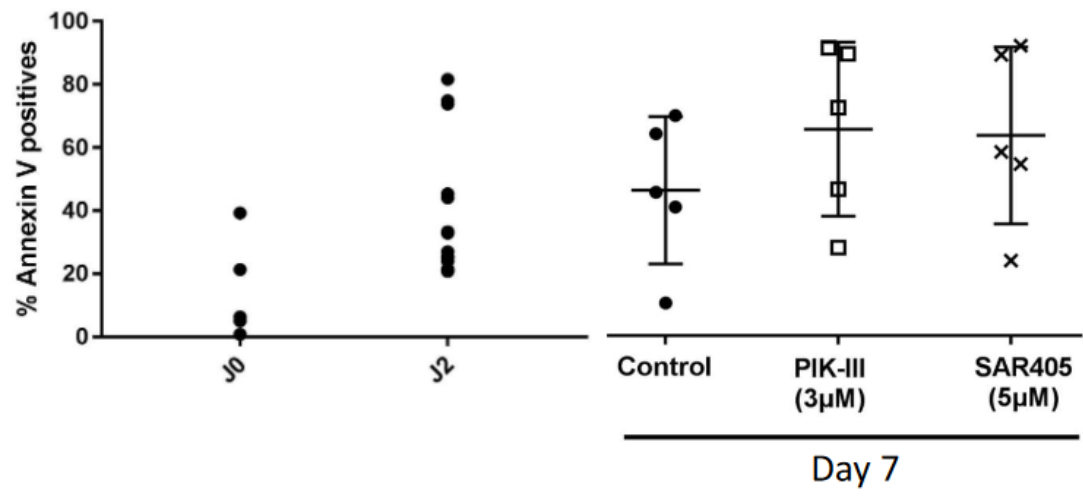 % Annexin V positives
100
80
60
40
20
0
J0
J2
Control
PIK-III
(3µM)
SAR405
(5µM)
Day 7